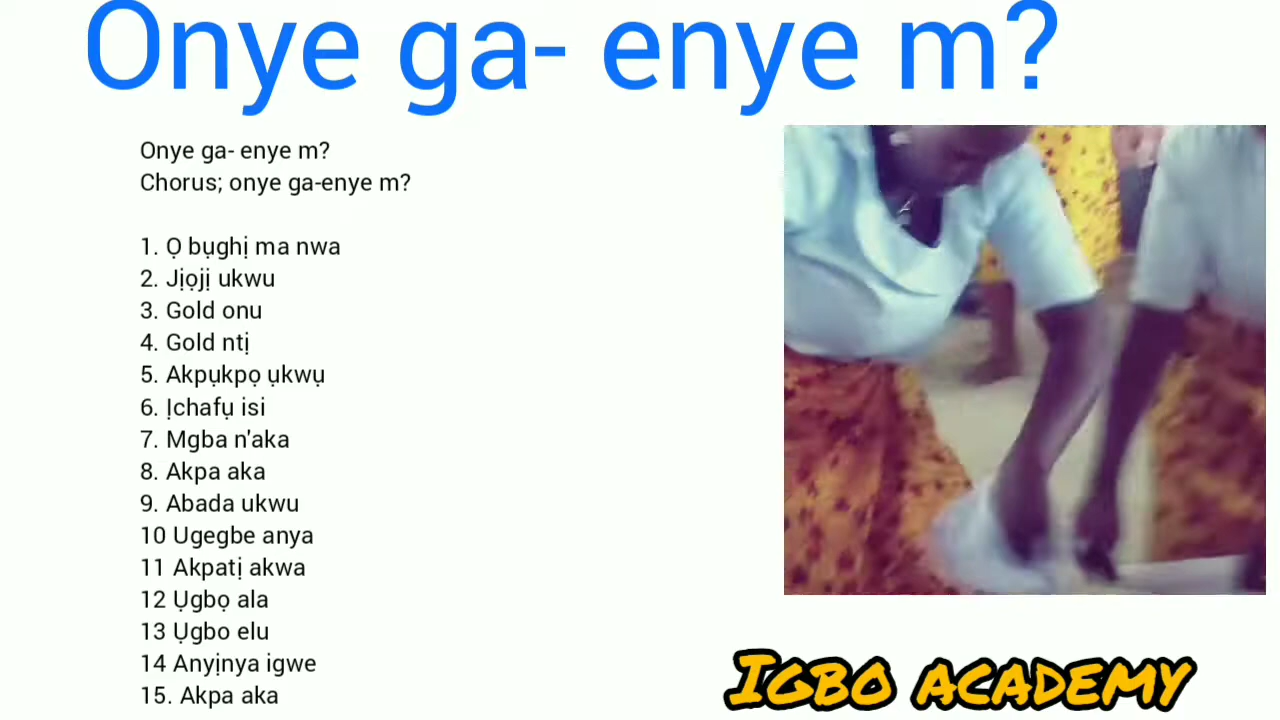 Onye ga- enye m?
Onye ga- enye m?
Chorus; onye ga-enye m?
1. Ọ bụghị ma nwa
2. Jịọjị ukwu
3. Gold onu
4. Gold ntị
5. Akpụkpọ ụkwụ
6. Ịchafụ isi
7. Mgba n'aka
8. Akpa aka
9. Abada ukwu
10 Ugegbe anya
11 Akpatị akwa
12 Ụgbọ ala
13 Ụgbo elu
14 Anyịnya igwe
15. Akpa aka
IGBO ACADEMY